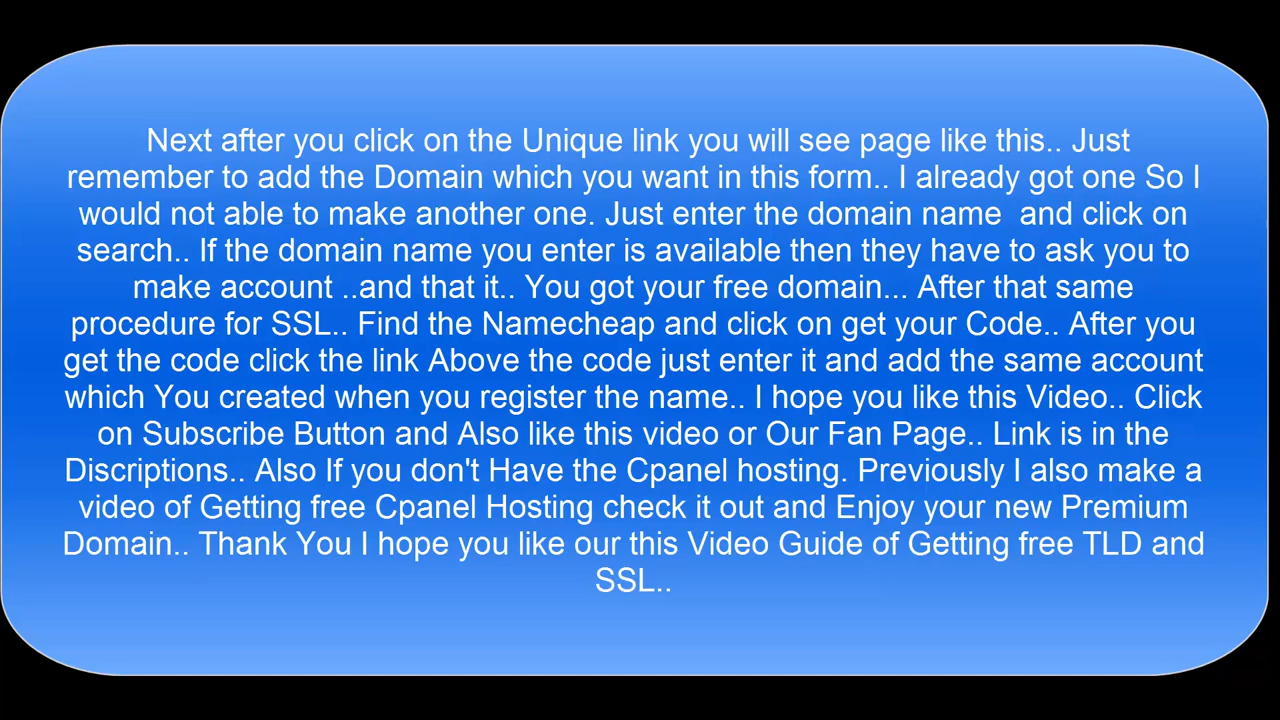 Next after you click on the Unique link you will see page like this.. Just
remember to add the Domain which you want in this form.. I already got one So I
would not able to make another one. Just enter the domain name  and click on
search.. If the domain name you enter is available then they have to ask you to
make account ..and that it.. You got your free domain... After that same
procedure for SSL.. Find the Namecheap and click on get your Code.. After you
get the code click the link Above the code just enter it and add the same account
which You created when you register the name.. I hope you like this Video.. Click
on Subscribe Button and Also like this video or Our Fan Page.. Link is in the
Discriptions.. Also If you don't Have the Cpanel hosting. Previously I also make a
video of Getting free Cpanel Hosting check it out and Enjoy your new Premium
Domain.. Thank You I hope you like our this Video Guide of Getting free TLD and
SSL..